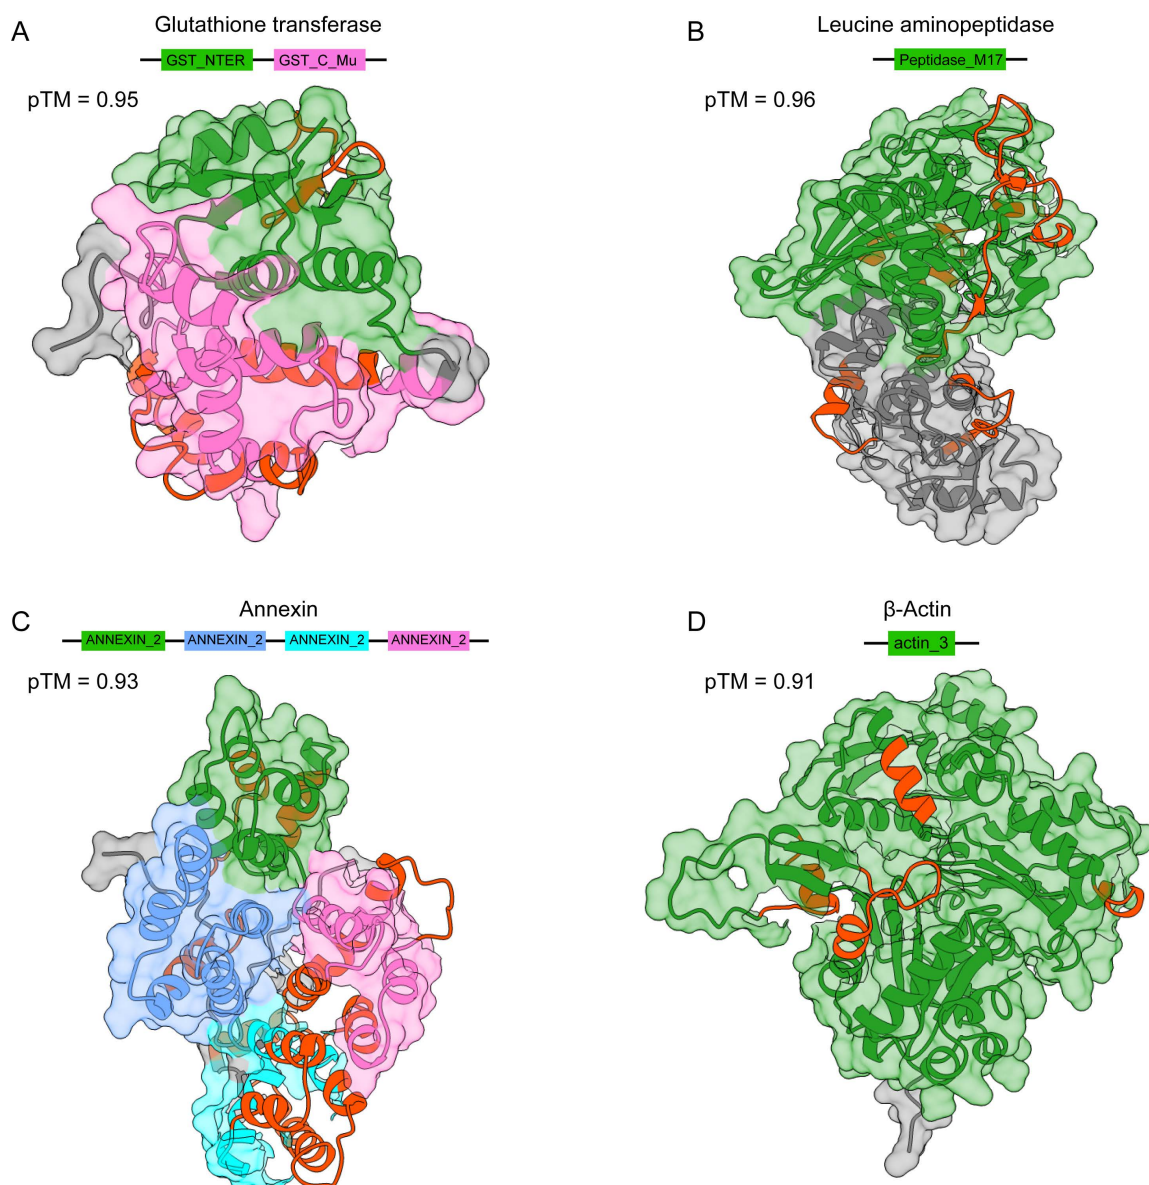 A
Glutathione transferase
GST_NTER GST_C_Mu
pTM = 0.95
B
Leucine aminopeptidase
Peptidase_M17
pTM = 0.96
C
Annexin
ANNEXIN_2 ANNEXIN_2 ANNEXIN_2 ANNEXIN_2
pTM = 0.93
D
β-Actin
actin_3
pTM = 0.91